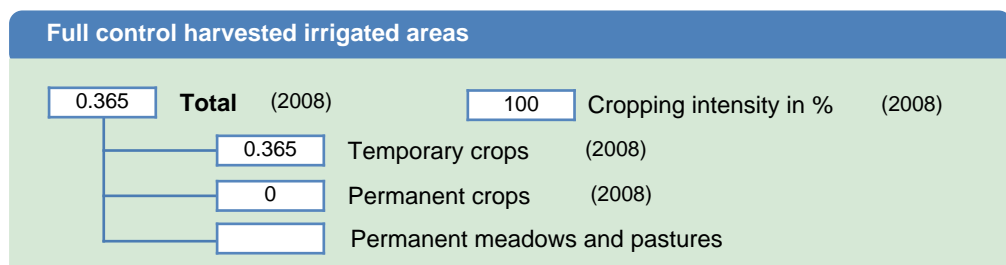 Full control harvested irrigated areas
0.365 Total (2008) 100 Cropping intensity in % (2008)
0.365 Temporary crops (2008)
0 Permanent crops (2008)
Permanent meadows and pastures